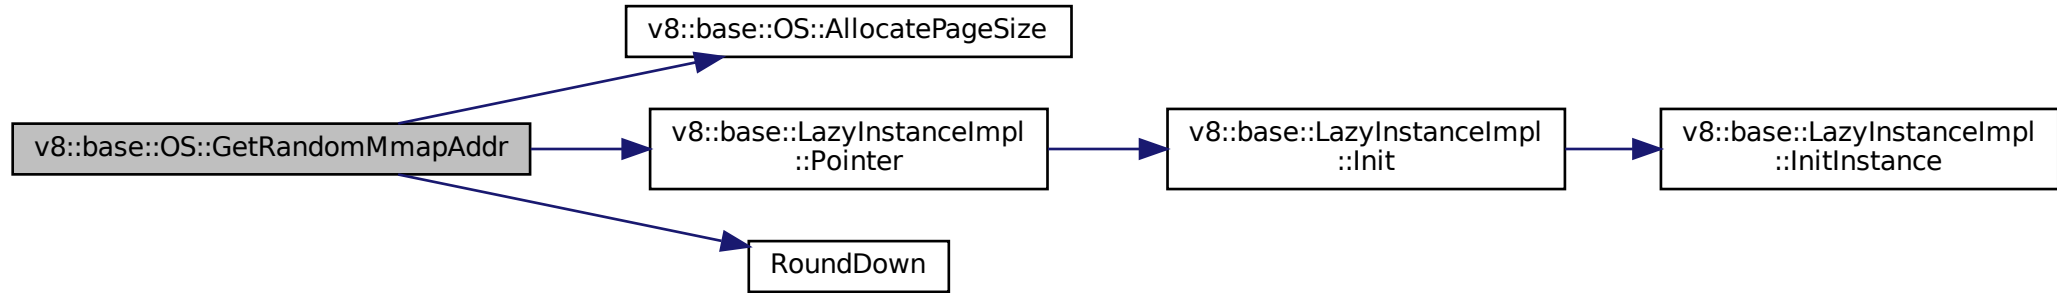 v8::base::OS::AllocatePageSize
v8::base::OS::GetRandomMmapAddr
v8::base::LazyInstanceImpl
::Pointer
v8::base::LazyInstanceImpl
::Init
v8::base::LazyInstanceImpl
::InitInstance
RoundDown